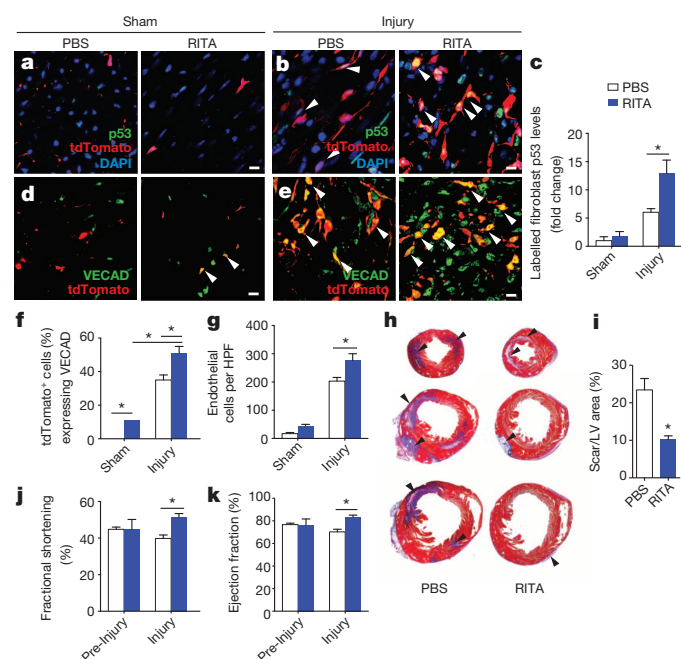 Sham
Injury
PBS
RITA
PBS
RITA
a
b
c
p53
tdTomato
DAPI
p53
tdTomato
DAPI
PBS
RITA
Labelled fibroblast p53 levels
(fold change)
20
15
10
5
0
Sham
Injury
*
d
e
VECAD
tdTomato
VECAD
tdTomato
f
tdTomato+ cells (%)
expressing VECAD
60
40
20
0
Sham
Injury
*
*
*
g
Endothelial
cells per HPF
400
300
200
100
0
Sham
Injury
*
h
PBS
RITA
i
Scar/LV area (%)
30
20
10
0
PBS
RITA
*
j
Fractional shortening
(%)
60
40
20
0
Pre-Injury
Injury
*
k
Ejection fraction (%)
100
80
60
40
20
0
Pre-Injury
Injury
*